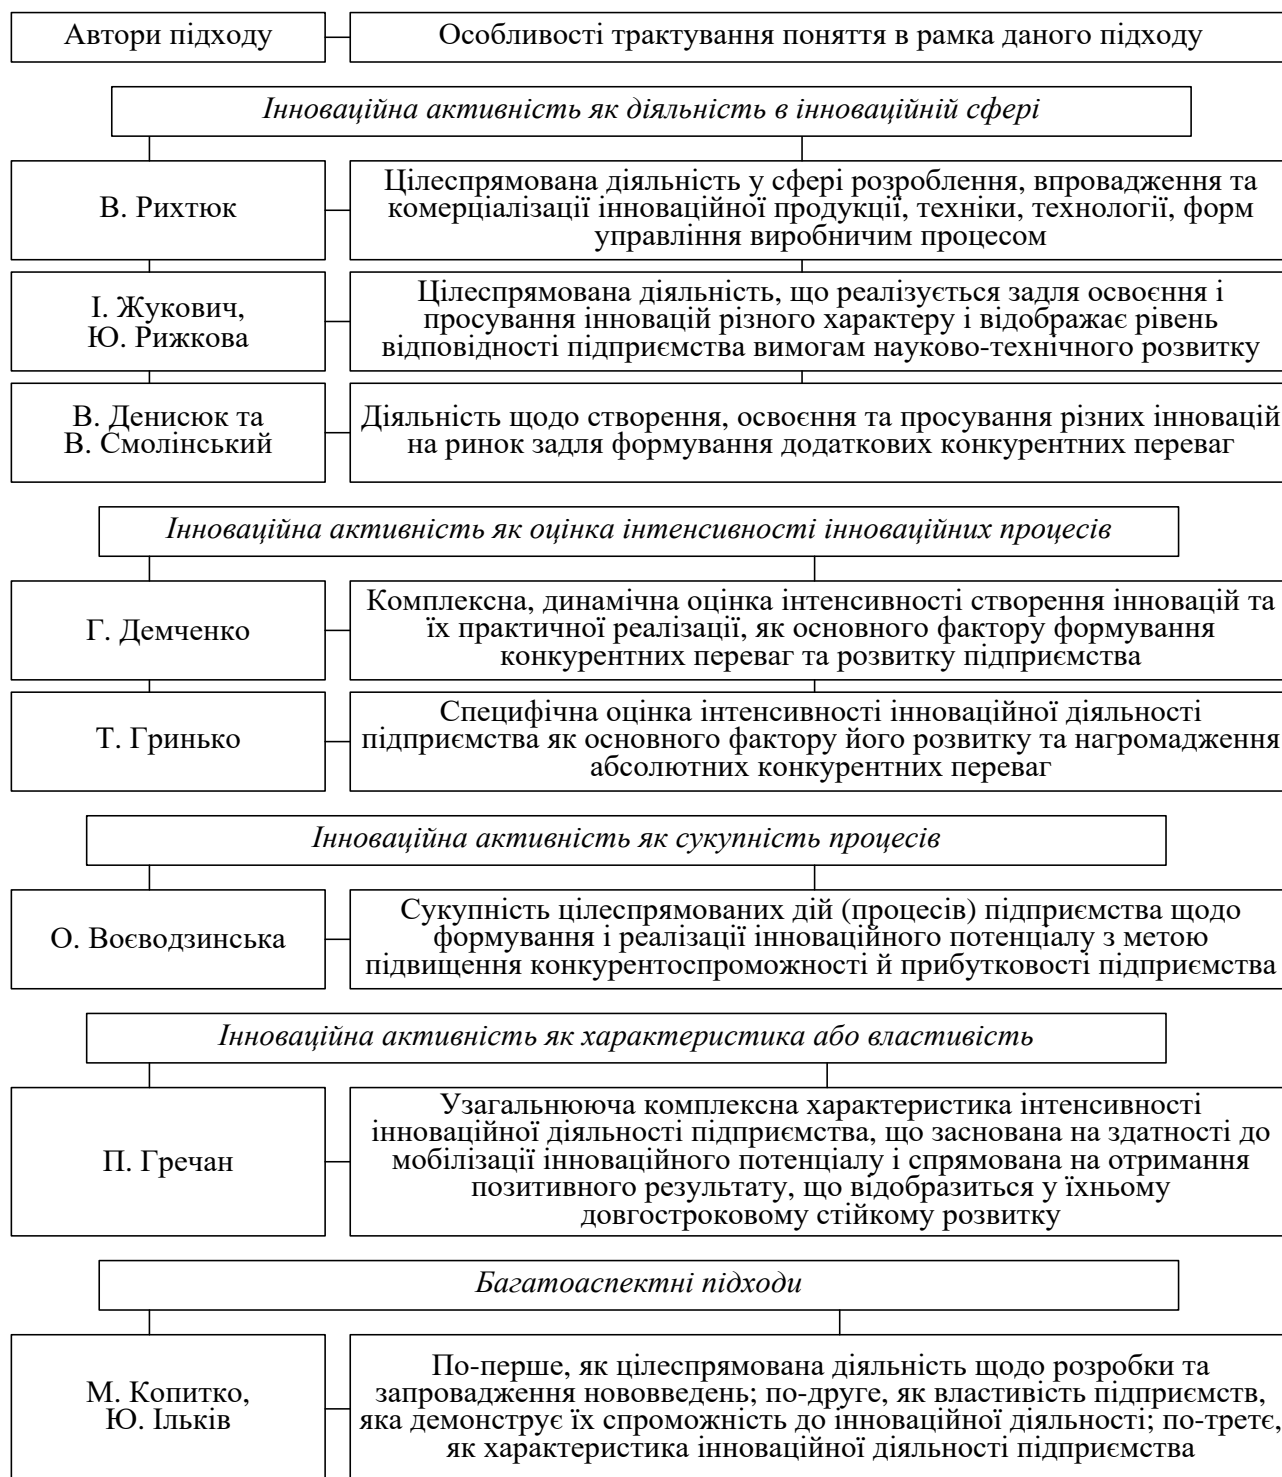 Автори підходу
Особливості трактування поняття в рамка даного підходу
Інноваційна активність як діяльність в інноваційній сфері
В. Рихтюк
Цілеспрямована діяльність у сфері розроблення, впровадження та
комерціалізації інноваційної продукції, техніки, технології, форм
управління виробничим процесом
І. Жукович,
Ю. Рижкова
Цілеспрямована діяльність, що реалізується задля освоєння і
просування інновацій різного характеру і відображає рівень
відповідності підприємства вимогам науково-технічного розвитку
В. Денисюк та
В. Смолінський
Діяльність щодо створення, освоєння та просування різних інновацій
на ринок задля формування додаткових конкурентних переваг
Інноваційна активність як оцінка інтенсивності інноваційних процесів
Г. Демченко
Комплексна, динамічна оцінка інтенсивності створення інновацій та
їх практичної реалізації, як основного фактору формування
конкурентних переваг та розвитку підприємства
Т. Гринько
Специфічна оцінка інтенсивності інноваційної діяльності
підприємства як основного фактору його розвитку та нагромадження
абсолютних конкурентних переваг
Інноваційна активність як сукупність процесів
О. Воєводзинська
Сукупність цілеспрямованих дій (процесів) підприємства щодо
формування і реалізації інноваційного потенціалу з метою
підвищення конкурентоспроможності й прибутковості підприємства
Інноваційна активність як характеристика або властивість
П. Гречан
Узагальнююча комплексна характеристика інтенсивності
інноваційної діяльності підприємства, що заснована на здатності до
мобілізації інноваційного потенціалу і спрямована на отримання
позитивного результату, що відобразиться у їхньому
довгостроковому стійкому розвитку
Багатоаспектні підходи
М. Копитко,
Ю. Ільків
По-перше, як цілеспрямована діяльність щодо розробки та
запровадження нововведень; по-друге, як властивість підприємств,
яка демонструє їх спроможність до інноваційної діяльності; по-третє,
як характеристика інноваційної діяльності підприємства